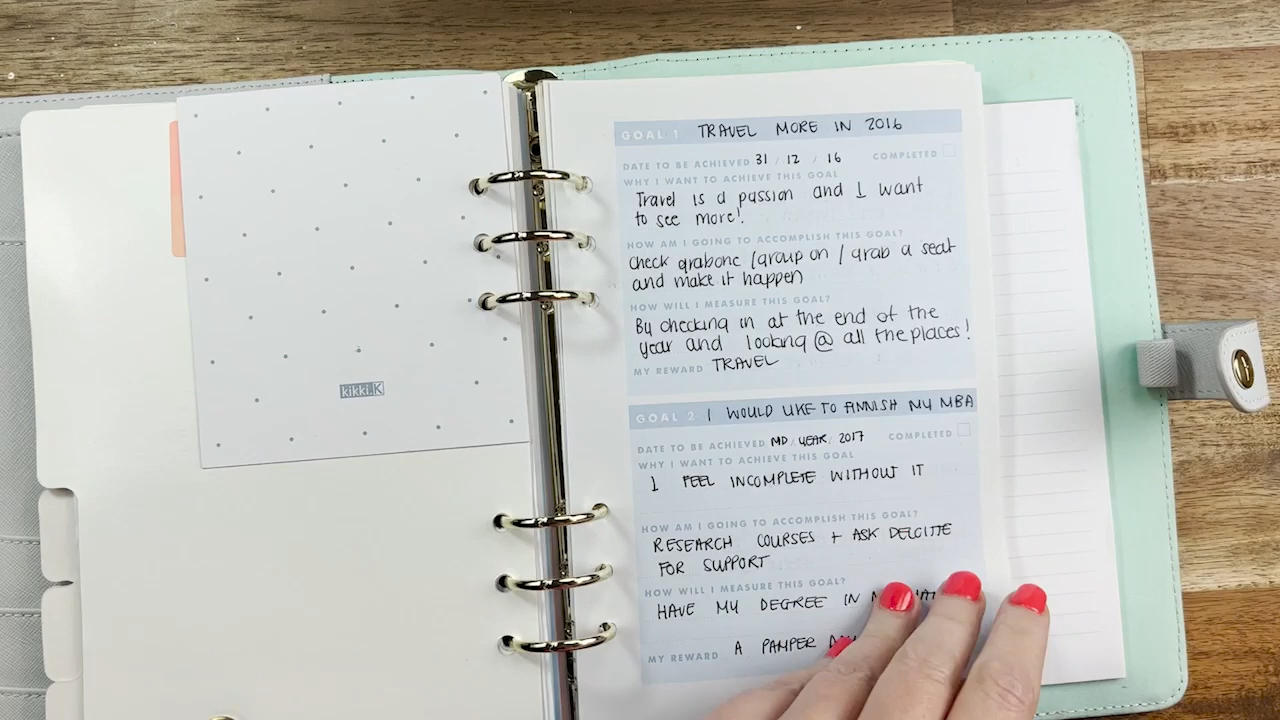 kikki.K
GOAL 1 TRAVEL MORE IN 2016
DATE TO BE ACHIEVED 31 / 12 / 16 COMPLETED
WHY I WANT TO ACHIEVE THIS GOAL
Travel is a passion and I want
to see more!.
HOW AM I GOING TO ACCOMPLISH THIS GOAL?
Check grabone / group on / grab a seat
and make it happen
HOW WILL I MEASURE THIS GOAL?
By checking in at the end of the
year and looking @ all the places!
MY REWARD TRAVEL
GOAL 2 I WOULD LIKE TO FINNISH MY MBA
DATE TO BE ACHIEVED MID / YEAR / 2017 COMPLETED
WHY I WANT TO ACHIEVE THIS GOAL
I FEEL INCOMPLETE WITHOUT IT
HOW AM I GOING TO ACCOMPLISH THIS GOAL?
RESEARCH COURSES + ASK DELOITTE
FOR SUPPORT
HOW WILL I MEASURE THIS GOAL?
HAVE MY DEGREE IN
MY REWARD A PAMPER